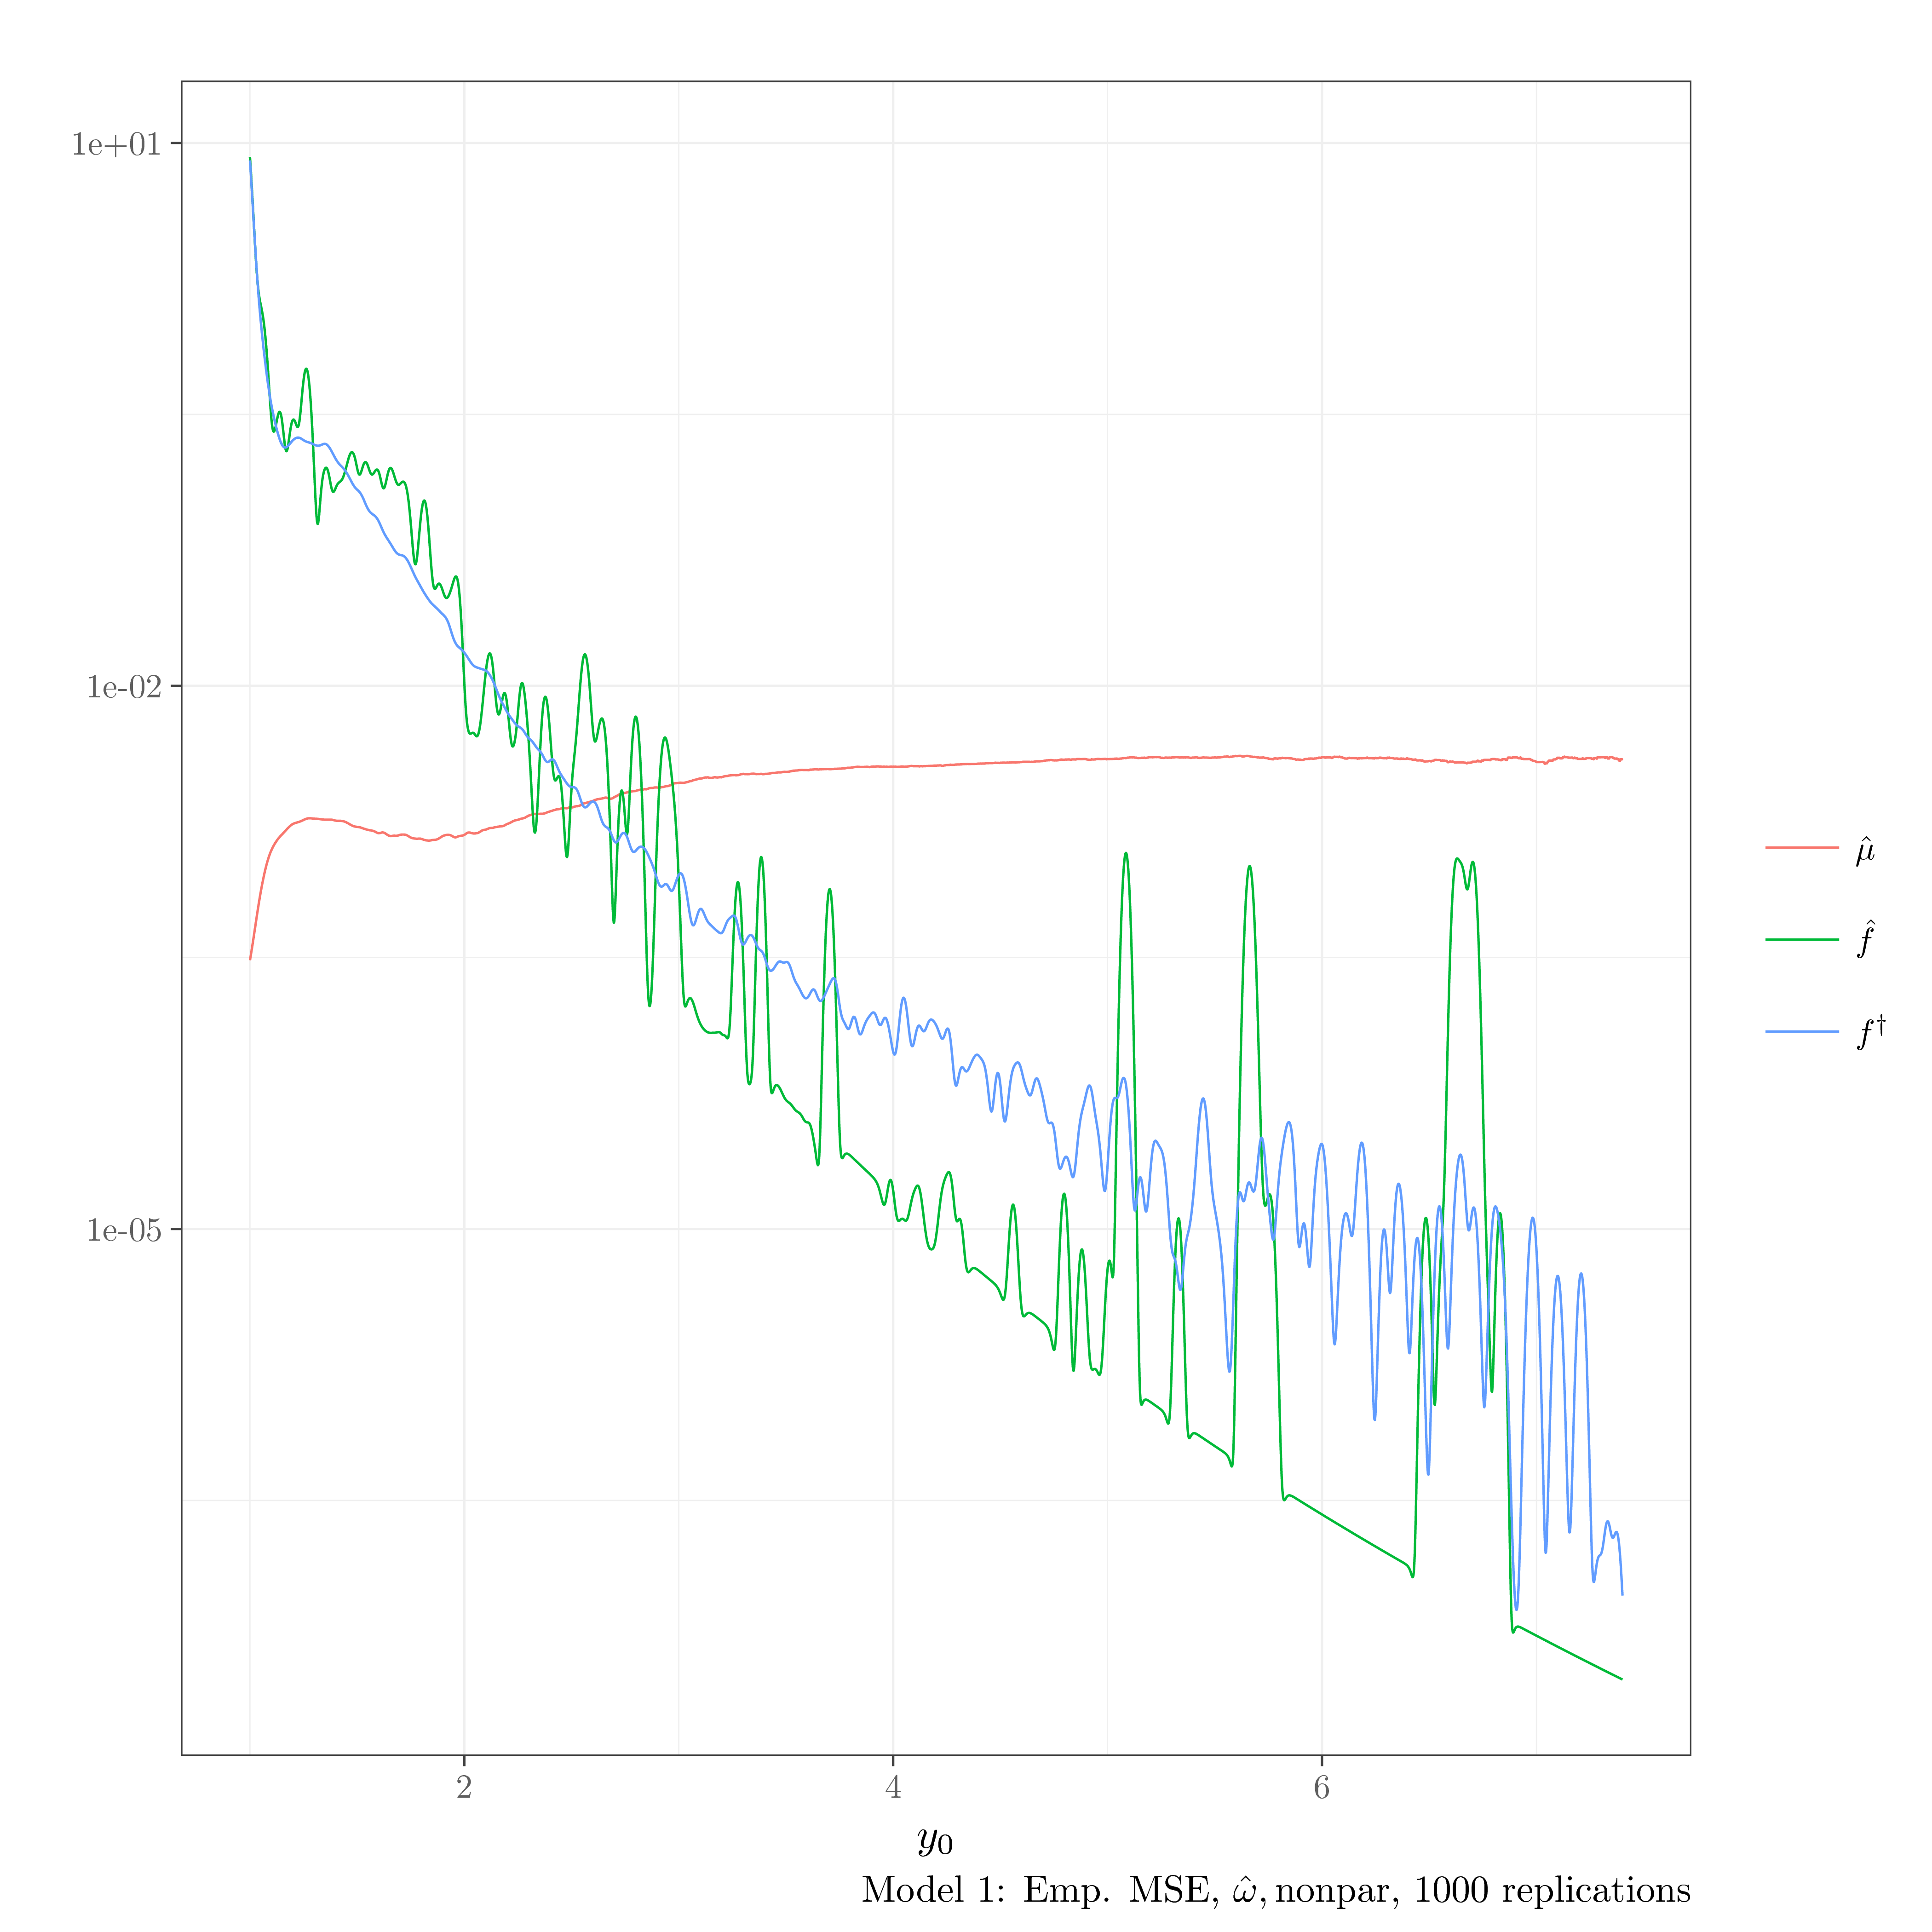 1e+01
1e-02
1e-05
2 4 6
y₀
μ̂
f̂
f†
Model 1: Emp. MSE, ω̂, nonpar, 1000 replications